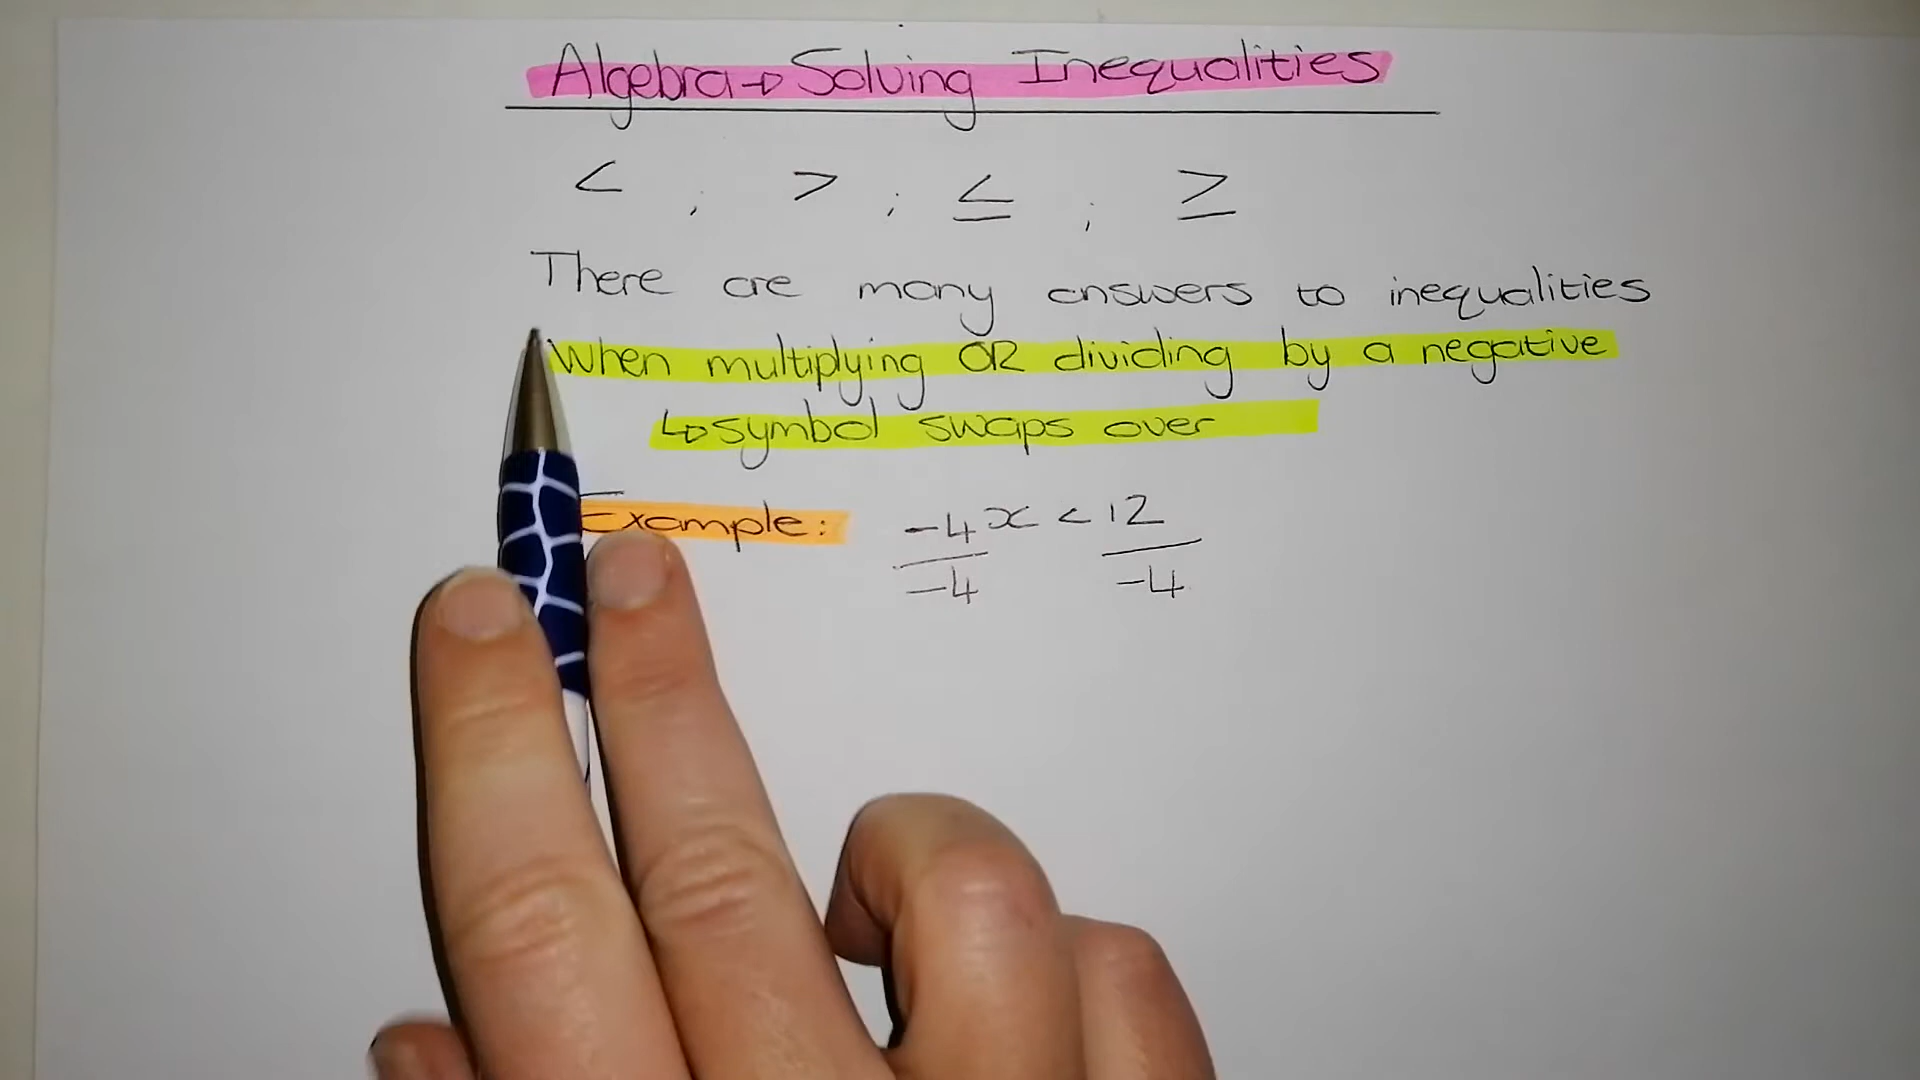 Algebra → Solving Inequalities
< ; > ; ≤ ; ≥
There are many answers to inequalities
When multiplying OR dividing by a negative
↳ symbol swaps over
Example: -4x < 12
-4 -4